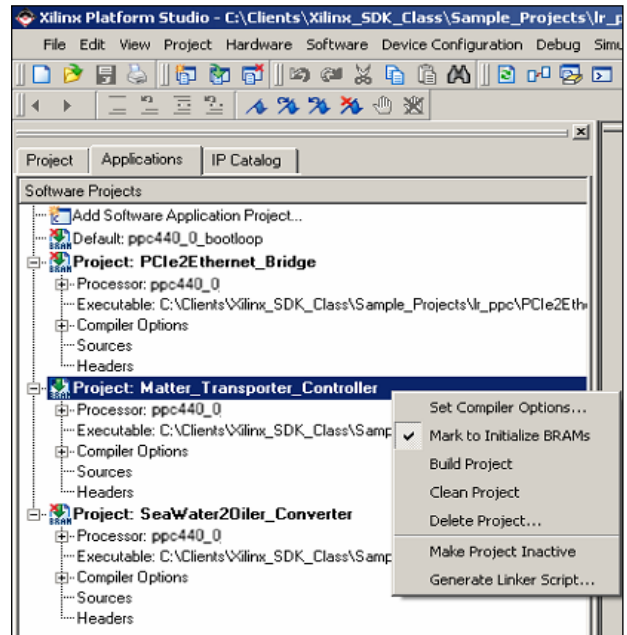 Xilinx Platform Studio - C:\Clients\Xilinx_SDK_Class\Sample_Projects\lr_p
File Edit View Project Hardware Software Device Configuration Debug Simu
Project Applications IP Catalog
Software Projects
Add Software Application Project...
BRAM Default: ppc440_0_bootloop
BRAM Project: PCIe2Ethernet_Bridge
Processor: ppc440_0
Executable: C:\Clients\Xilinx_SDK_Class\Sample_Projects\lr_ppc\PCIe2Eth
Compiler Options
Sources
Headers
BRAM Project: Matter_Transporter_Controller
Processor: ppc440_0
Executable: C:\Clients\Xilinx_SDK_Class\Samp
Compiler Options
Sources
Headers
BRAM Project: SeaWater2Oiler_Converter
Processor: ppc440_0
Executable: C:\Clients\Xilinx_SDK_Class\Samp
Compiler Options
Sources
Headers
Set Compiler Options...
Mark to Initialize BRAMs
Build Project
Clean Project
Delete Project...
Make Project Inactive
Generate Linker Script...